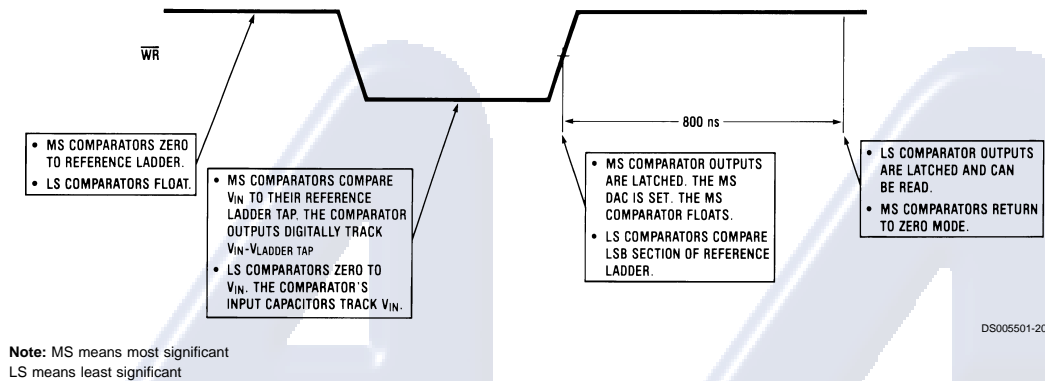 WR
800 ns
• MS COMPARATORS ZERO
TO REFERENCE LADDER.
• LS COMPARATORS FLOAT.
• MS COMPARATORS COMPARE
VIN TO THEIR REFERENCE
LADDER TAP. THE COMPARATOR
OUTPUTS DIGITALLY TRACK
VIN-VLADDER TAP
• LS COMPARATORS ZERO TO
VIN. THE COMPARATOR'S
INPUT CAPACITORS TRACK VIN.
• MS COMPARATOR OUTPUTS
ARE LATCHED. THE MS
DAC IS SET. THE MS
COMPARATOR FLOATS.
• LS COMPARATORS COMPARE
LSB SECTION OF REFERENCE
LADDER.
• LS COMPARATOR OUTPUTS
ARE LATCHED AND CAN
BE READ.
• MS COMPARATORS RETURN
TO ZERO MODE.
DS005501-20
Note: MS means most significant
LS means least significant